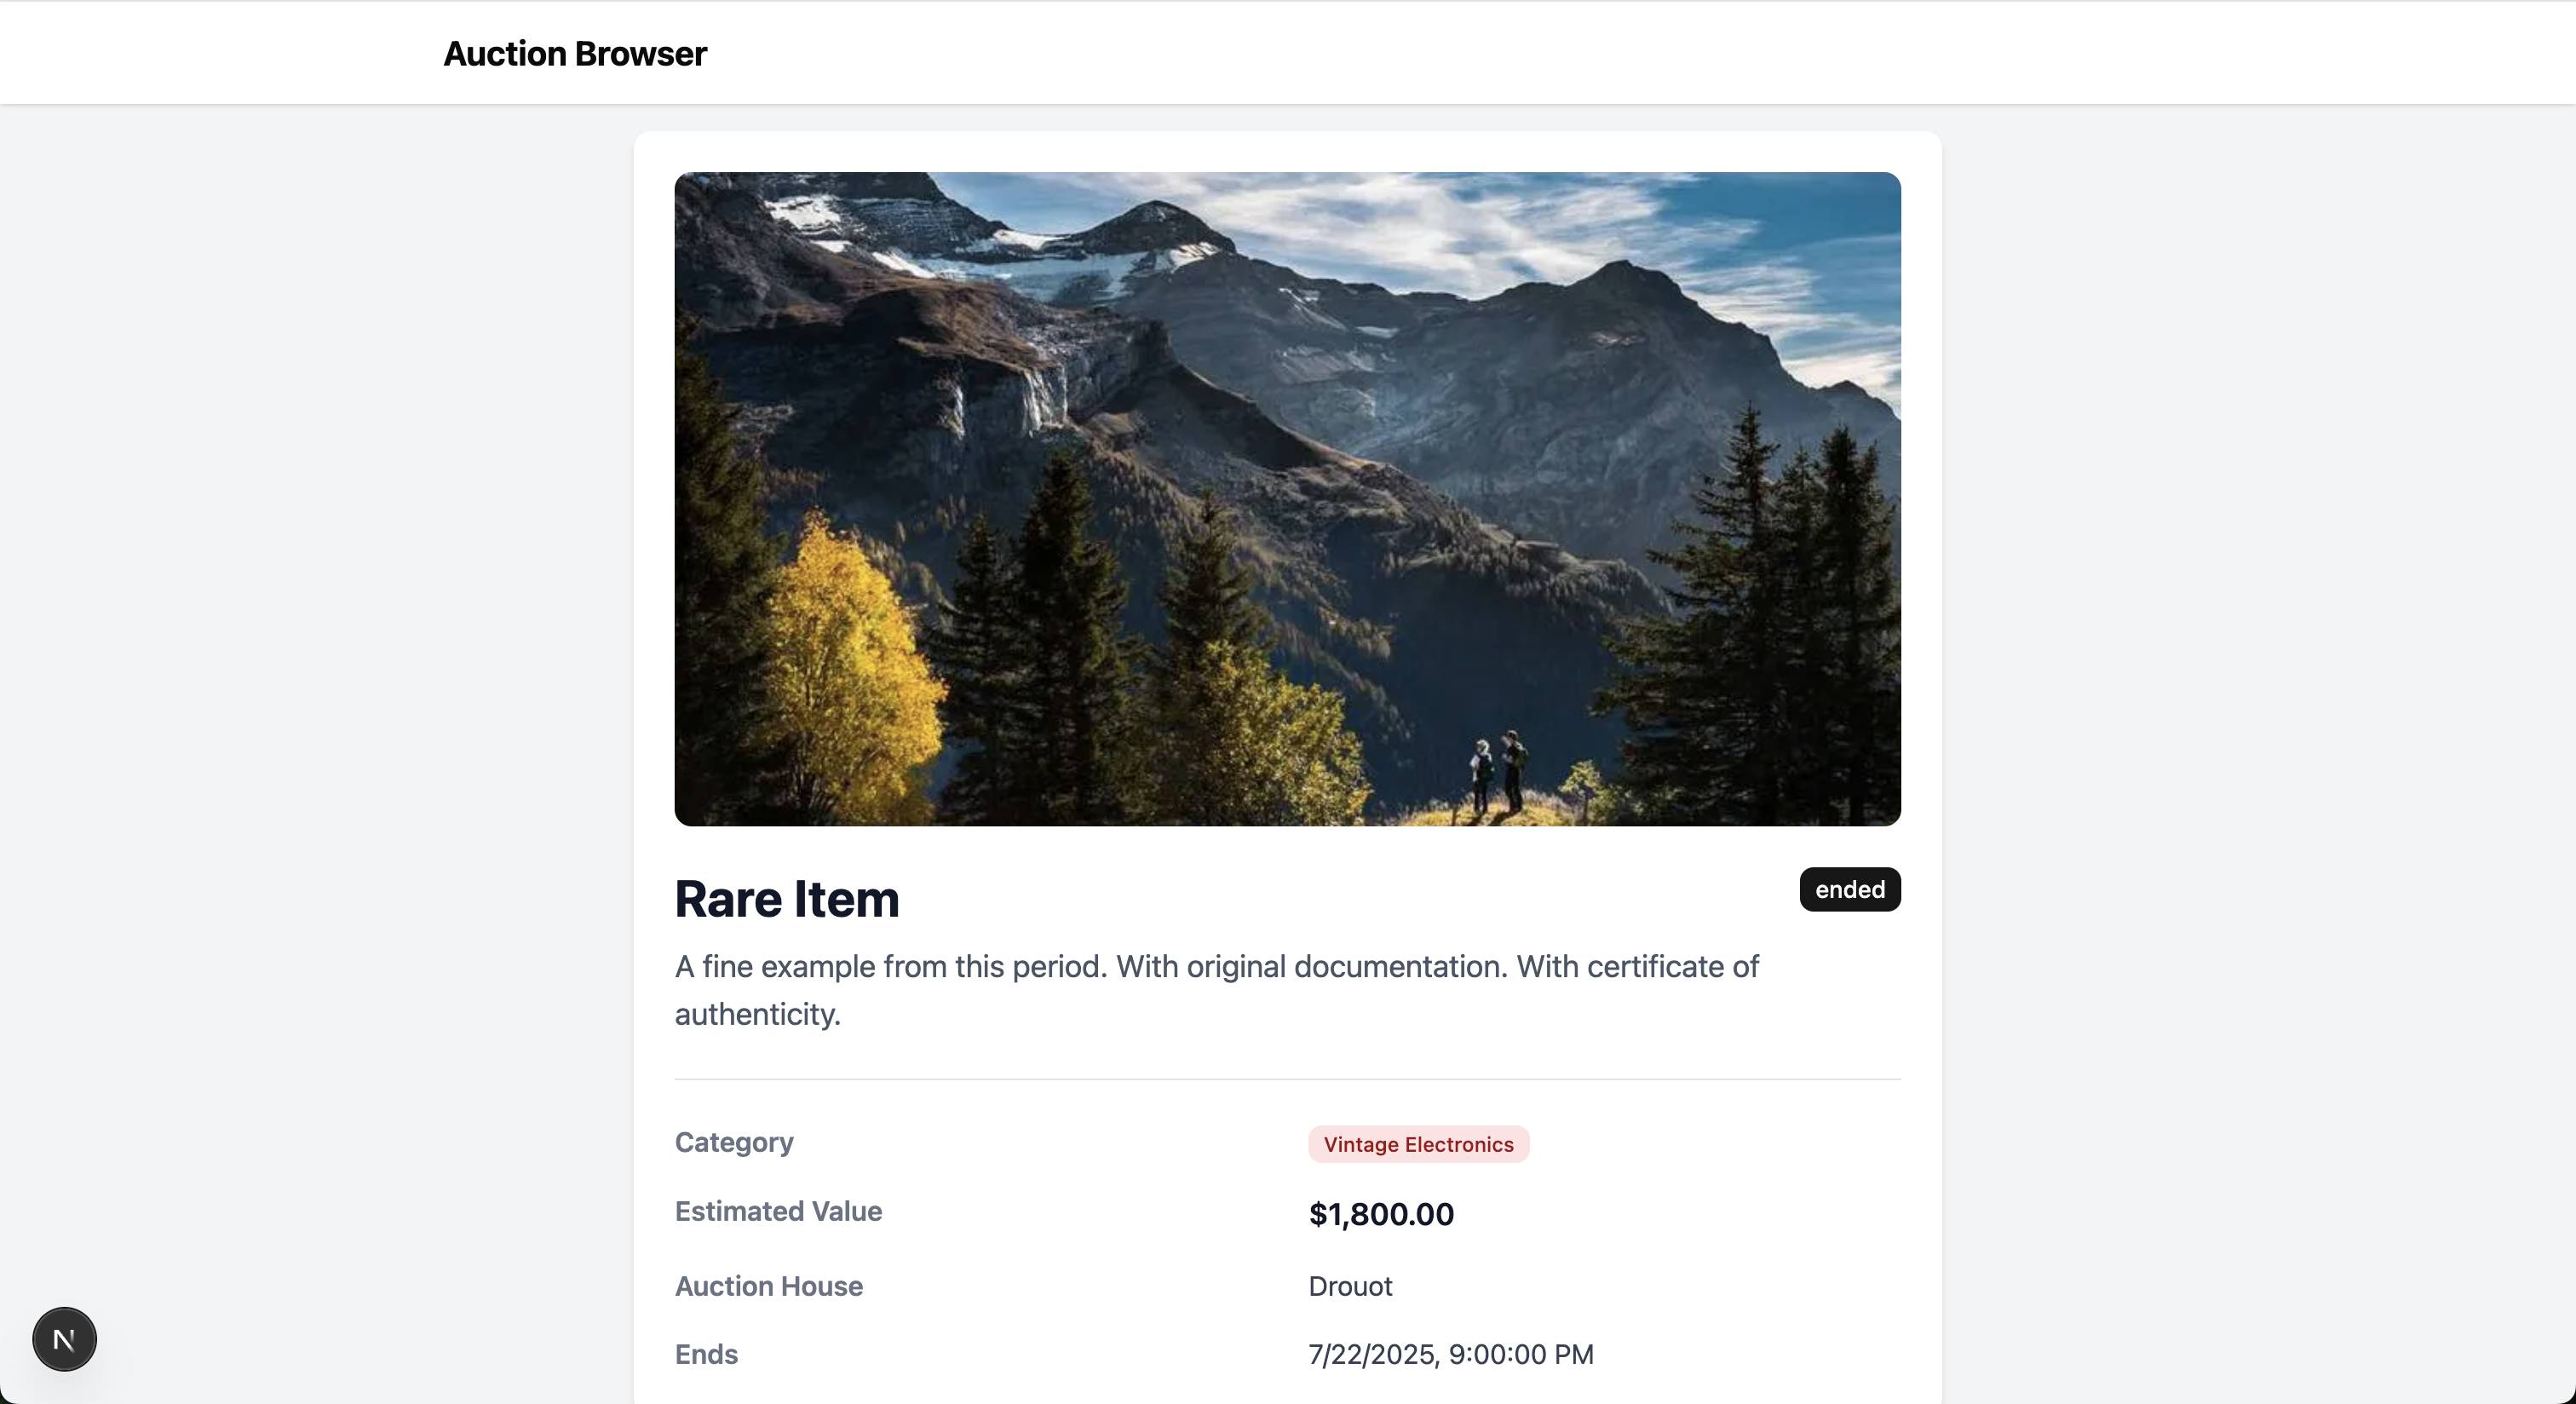 Auction Browser
Rare Item
ended
A fine example from this period. With original documentation. With certificate of
authenticity.
Category
Vintage Electronics
Estimated Value
$1,800.00
Auction House
Drouot
Ends
7/22/2025, 9:00:00 PM
N